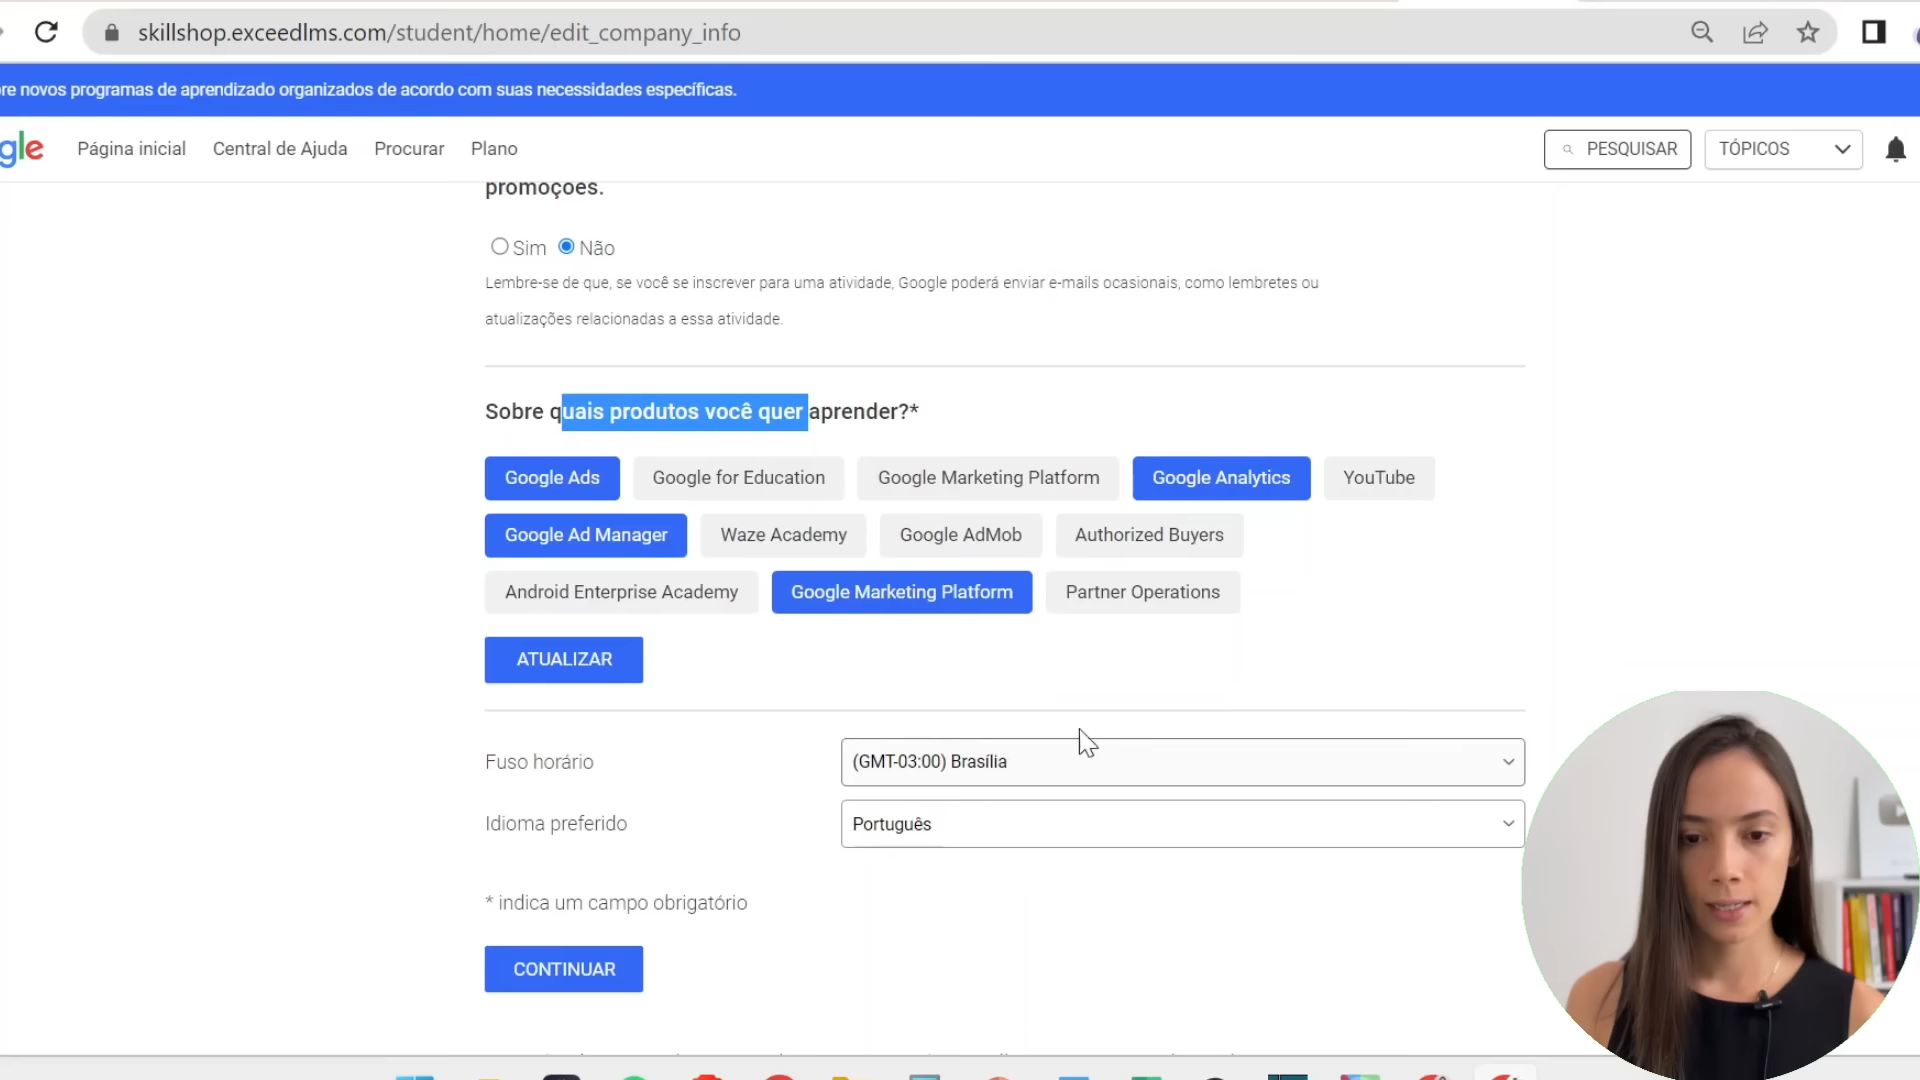 skillshop.exceedlms.com/student/home/edit_company_info
re novos programas de aprendizado organizados de acordo com suas necessidades específicas.
gle Página inicial Central de Ajuda Procurar Plano PESQUISAR TÓPICOS
promoções.
Sim Não
Lembre-se de que, se você se inscrever para uma atividade, Google poderá enviar e-mails ocasionais, como lembretes ou
atualizações relacionadas a essa atividade.
Sobre quais produtos você quer aprender?*
Google Ads Google for Education Google Marketing Platform Google Analytics YouTube
Google Ad Manager Waze Academy Google AdMob Authorized Buyers
Android Enterprise Academy Google Marketing Platform Partner Operations
ATUALIZAR
Fuso horário (GMT-03:00) Brasília
Idioma preferido Português
* indica um campo obrigatório
CONTINUAR